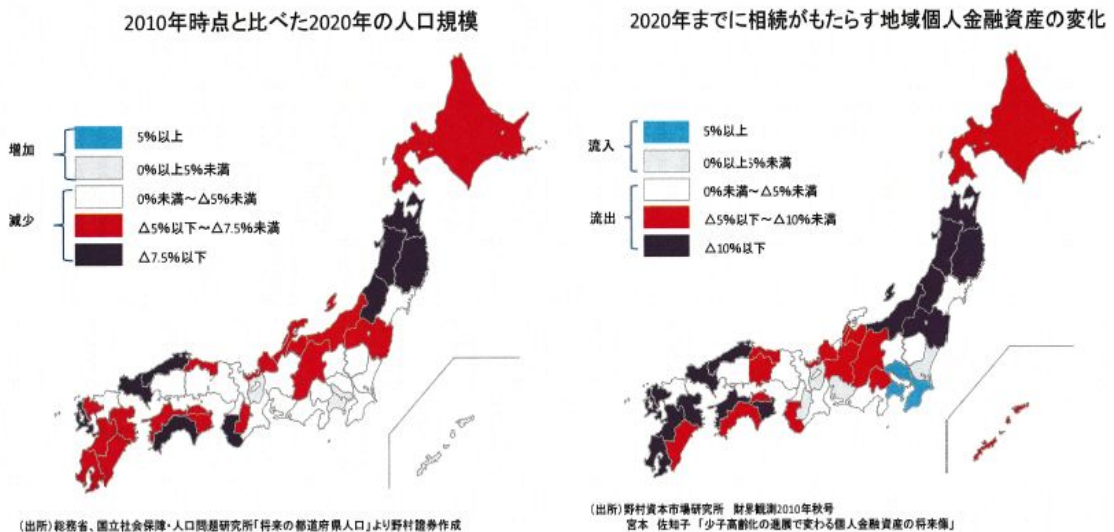 2010年時点と比べた2020年の人口規模
増加
5%以上
0%以上5%未満
減少
0%未満～△5%未満
△5%以下～△7.5%未満
△7.5%以下
（出所）総務省、国立社会保障・人口問題研究所「将来の都道府県人口」より野村證券作成
2020年までに相続がもたらす地域個人金融資産の変化
流入
5%以上
0%以上5%未満
流出
0%未満～△5%未満
△5%以下～△10%未満
△10%以下
（出所）野村資本市場研究所　財界観測2010年秋号
宮本　佐知子　「少子高齢化の進展で変わる個人金融資産の将来像」